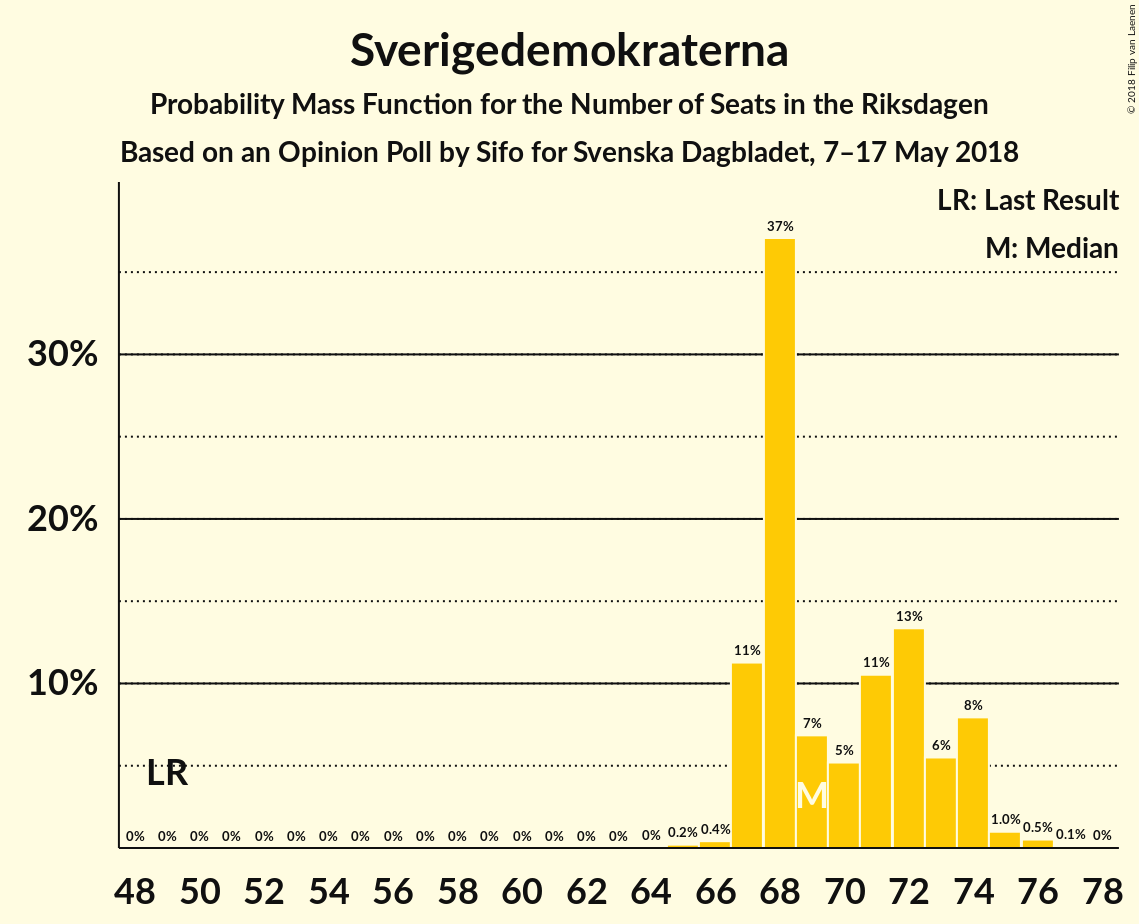 Sverigedemokraterna
Probability Mass Function for the Number of Seats in the Riksdagen
Based on an Opinion Poll by Sifo for Svenska Dagbladet, 7–17 May 2018
© 2018 Filip van Laenen
LR: Last Result
M: Median
37%
30%
20%
13%
11% 11%
10%
8%
7% 6%
5%
LR M
0% 0% 0% 0% 0% 0% 0% 0% 0% 0% 0% 0% 0% 0% 0% 0% 0% 0.2% 0.4% 1.0% 0.5% 0.1% 0%
48 50 52 54 56 58 60 62 64 66 68 70 72 74 76 78